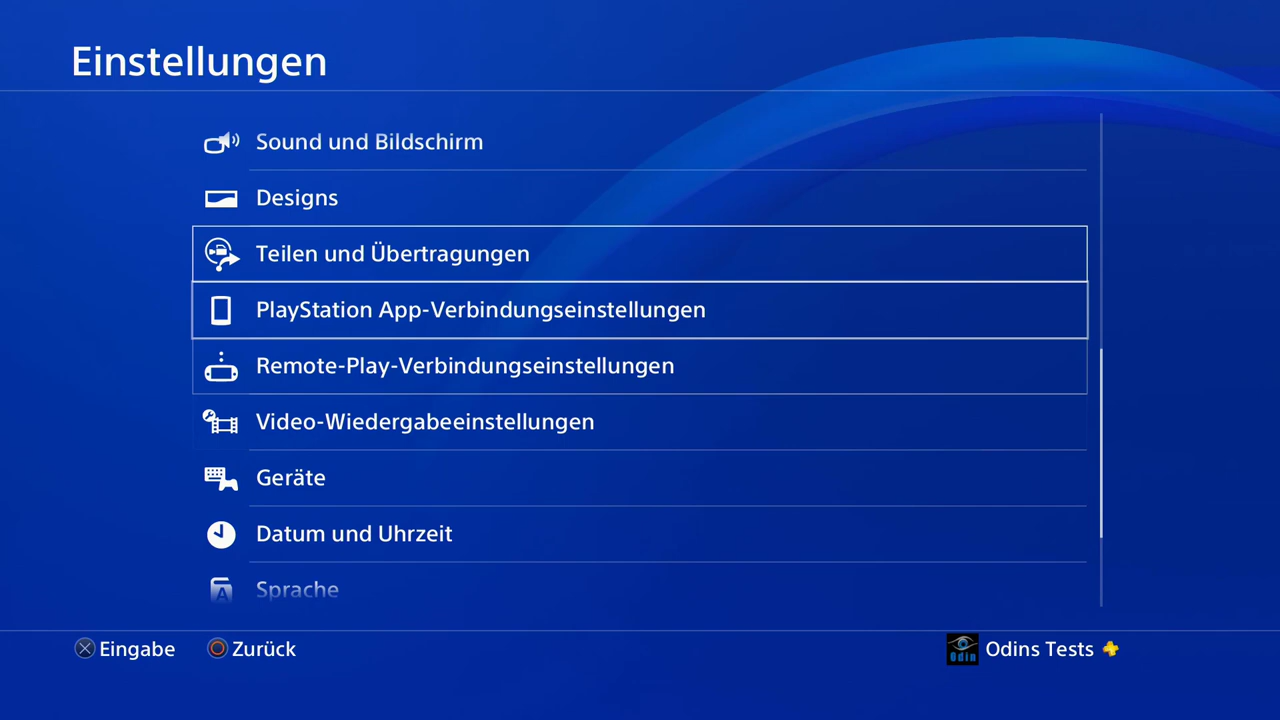 Einstellungen
Sound und Bildschirm
Designs
Teilen und Übertragungen
PlayStation App-Verbindungseinstellungen
Remote-Play-Verbindungseinstellungen
Video-Wiedergabeeinstellungen
Geräte
Datum und Uhrzeit
A Sprache
Eingabe Zurück Odin Odins Tests